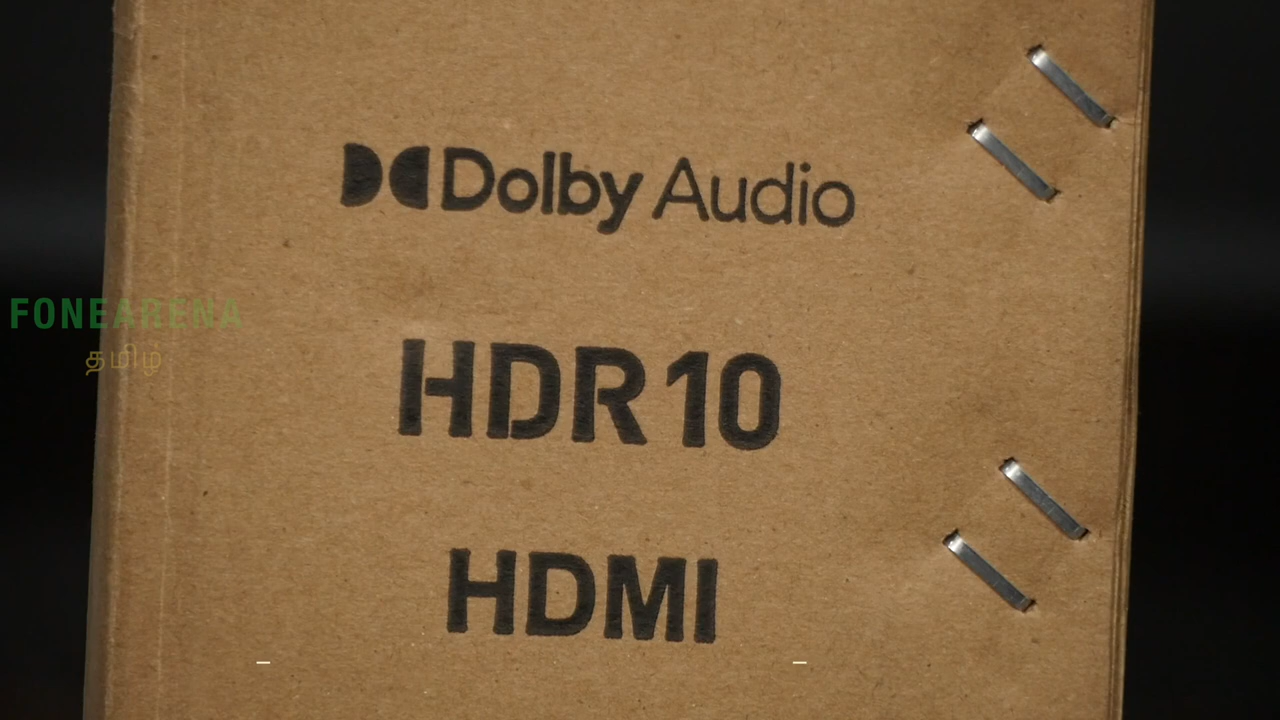 Dolby Audio
FONEARENA
தமிழ்
HDR10
HDMI